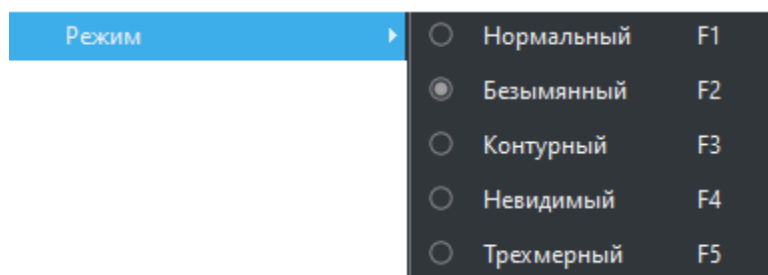 Режим Нормальный F1
Безымянный F2
Контурный F3
Невидимый F4
Трехмерный F5